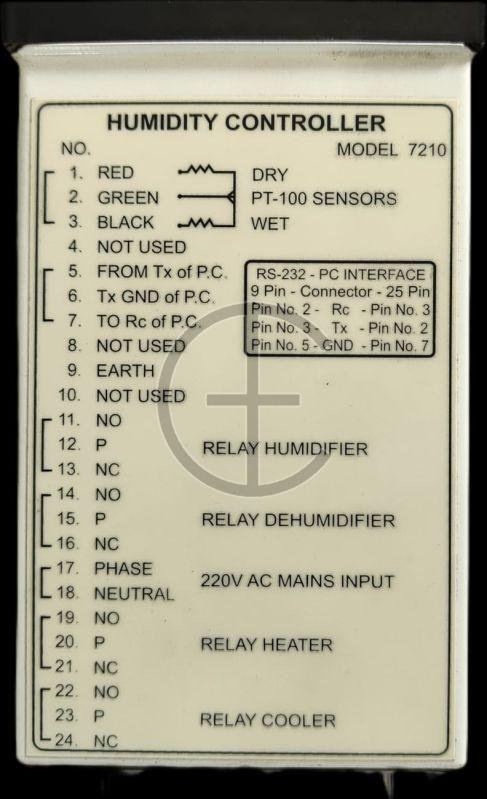 HUMIDITY CONTROLLER
NO. MODEL 7210
1. RED DRY
2. GREEN PT-100 SENSORS
3. BLACK WET
4. NOT USED
5. FROM Tx of P.C.
6. Tx GND of P.C.
7. TO Rc of P.C.
RS-232 - PC INTERFACE
9 Pin - Connector - 25 Pin
Pin No. 2 - Rc - Pin No. 3
Pin No. 3 - Tx - Pin No. 2
Pin No. 5 - GND - Pin No. 7
8. NOT USED
9. EARTH
10. NOT USED
11. NO
12. P RELAY HUMIDIFIER
13. NC
14. NO
15. P RELAY DEHUMIDIFIER
16. NC
17. PHASE
220V AC MAINS INPUT
18. NEUTRAL
19. NO
20. P RELAY HEATER
21. NC
22. NO
23. P RELAY COOLER
24. NC